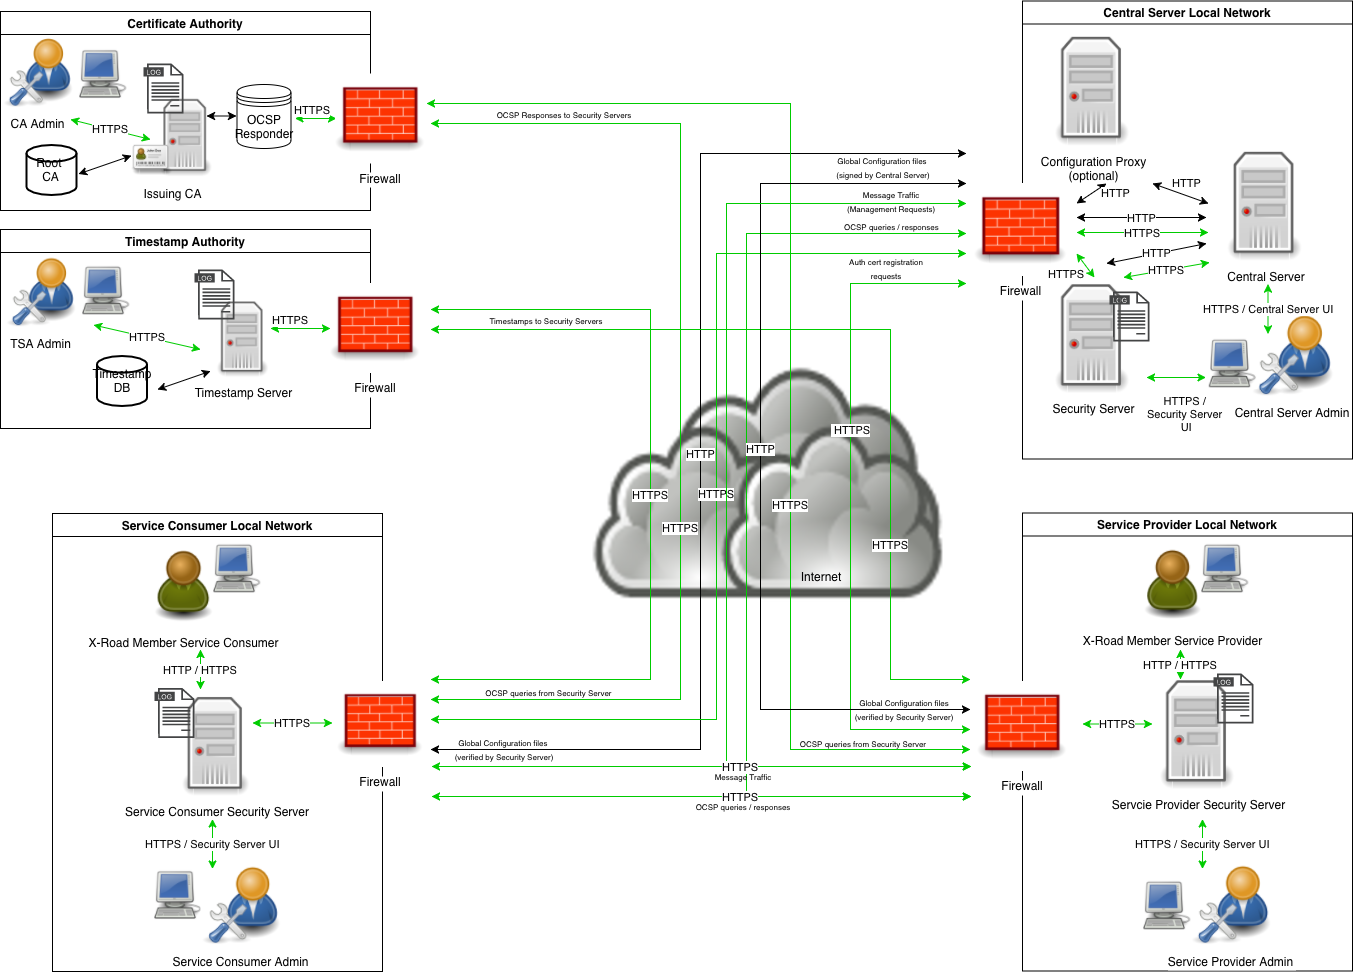 Certificate Authority
LOG
CA Admin
HTTPS
OCSP
Responder
HTTPS
Root
CA
Issuing CA
Firewall
Timestamp Authority
LOG
TSA Admin
HTTPS
HTTPS
Timestamp
DB
Timestamp Server
Firewall
OCSP Responses to Security Servers
Timestamps to Security Servers
Global Configuration files
(signed by Central Server)
Message Traffic
(Management Requests)
OCSP queries / responses
Auth cert registration
requests
Central Server Local Network
Configuration Proxy
(optional)
HTTP
HTTP
HTTP
HTTPS
HTTP
HTTPS
HTTPS
Firewall
Central Server
LOG
HTTPS / Central Server UI
Security Server
HTTPS /
Security Server
UI
Central Server Admin
HTTPS
HTTP
HTTP
HTTPS
HTTPS
HTTPS
HTTPS
HTTPS
Internet
Service Consumer Local Network
X-Road Member Service Consumer
HTTP / HTTPS
LOG
HTTPS
Firewall
Service Consumer Security Server
HTTPS / Security Server UI
Service Consumer Admin
OCSP queries from Security Server
Global Configuration files
(verified by Security Server)
Global Configuration files
(verified by Security Server)
OCSP queries from Security Server
HTTPS
Message Traffic
HTTPS
OCSP queries / responses
Service Provider Local Network
X-Road Member Service Provider
HTTP / HTTPS
LOG
HTTPS
Firewall
Servcie Provider Security Server
HTTPS / Security Server UI
Service Provider Admin